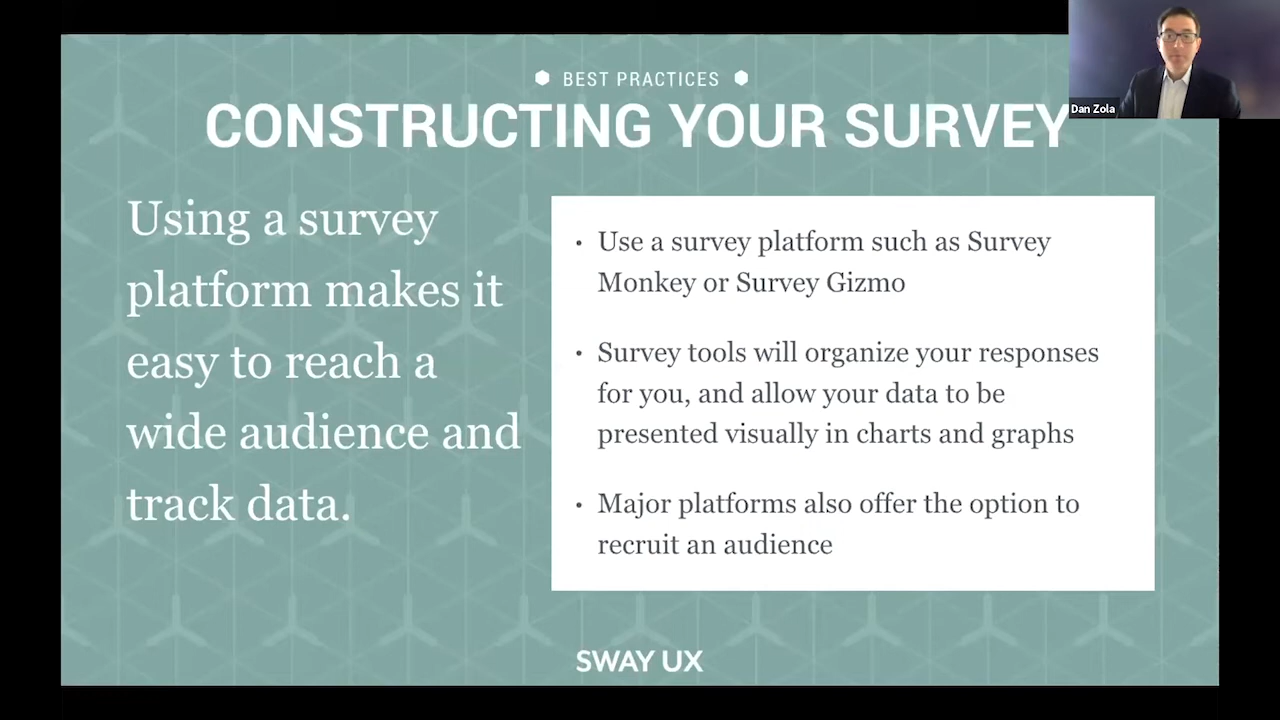 BEST PRACTICES
CONSTRUCTING YOUR SURVEY
Dan Zola
Using a survey
platform makes it
easy to reach a
wide audience and
track data.
• Use a survey platform such as Survey
Monkey or Survey Gizmo
• Survey tools will organize your responses
for you, and allow your data to be
presented visually in charts and graphs
• Major platforms also offer the option to
recruit an audience
SWAY UX